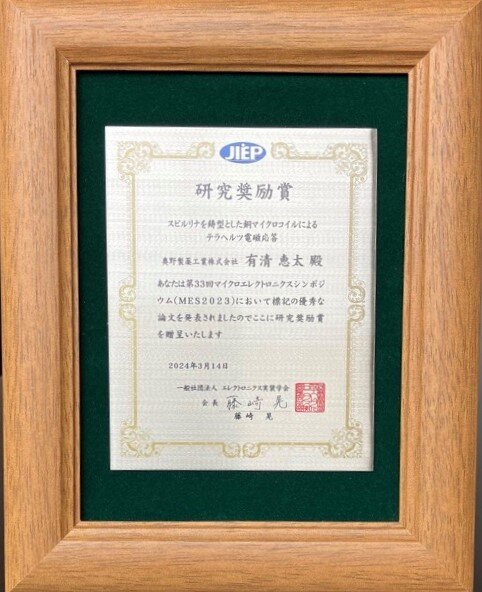 JIEP
研究奨励賞
スピルリナを鋳型とした銅マイクロコイルによる
テラヘルツ電磁応答
奥野製薬工業株式会社 有清 恵太 殿
あなたは第33回マイクロエレクトロニクスシンポジ
ウム(MES2023)において標記の優秀な
論文を発表されましたのでここに研究奨励賞
を贈呈いたします
2024年3月14日
一般社団法人 エレクトロニクス実装学会
会長 藤崎 晃
藤崎 晃